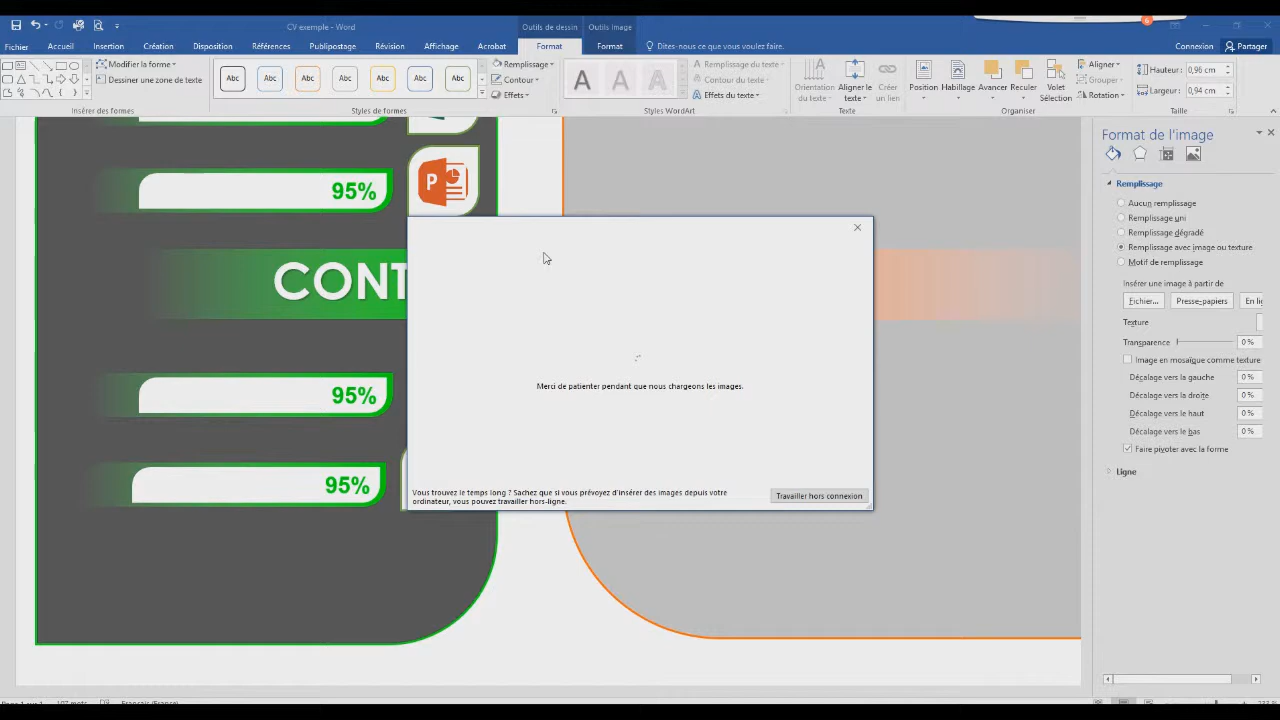 CV exemple - Word
Outils de dessin
Outils Image
6
Fichier
Accueil
Insertion
Création
Disposition
Références
Publipostage
Révision
Affichage
Acrobat
Format
Format
Dites-nous ce que vous voulez faire.
Connexion
Partager
Modifier la forme
Dessiner une zone de texte
Insérer des formes
Abc Abc Abc Abc Abc Abc Abc
Styles de formes
Remplissage
Contour
Effets
A A A
Styles WordArt
Remplissage du texte
Contour du texte
Effets du texte
Orientation du texte
Aligner le texte
Créer un lien
Texte
Position
Habillage
Avancer
Reculer
Volet Sélection
Aligner
Grouper
Rotation
Organiser
Hauteur: 0,96 cm
Largeur: 0,94 cm
Taille
95%
P
CONT
95%
95%
Merci de patienter pendant que nous chargeons les images.
Vous trouvez le temps long ? Sachez que si vous prévoyez d'insérer des images depuis votre
ordinateur, vous pouvez travailler hors-ligne.
Travailler hors connexion
Format de l'image
Remplissage
Aucun remplissage
Remplissage uni
Remplissage dégradé
Remplissage avec image ou texture
Motif de remplissage
Insérer une image à partir de
Fichier... Presse-papiers En lig
Texture
Transparence 0 %
Image en mosaïque comme texture
Décalage vers la gauche 0 %
Décalage vers la droite 0 %
Décalage vers le haut 0 %
Décalage vers le bas 0 %
Faire pivoter avec la forme
Ligne